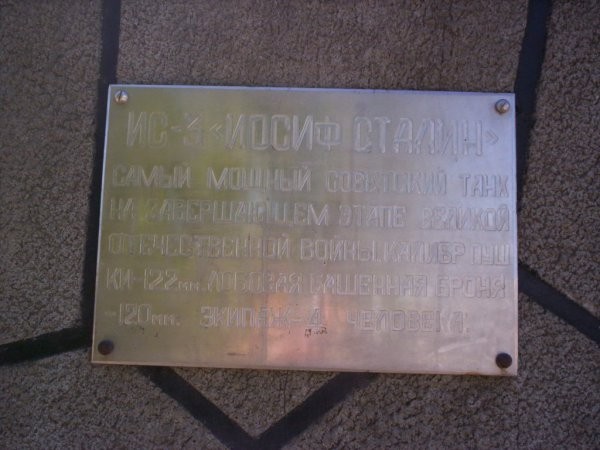 ИС-3 «ИОСИФ СТАЛИН»
САМЫЙ МОЩНЫЙ СОВЕТСКИЙ ТАНК
НА ЗАВЕРШАЮЩЕМ ЭТАПЕ ВЕЛИКОЙ
ОТЕЧЕСТВЕННОЙ ВОЙНЫ.КАЛИБР ПУШ
КИ-122мм. ЛОБОВАЯ БАШЕННАЯ БРОНЯ
-120мм. ЭКИПАЖ-4 ЧЕЛОВЕКА.